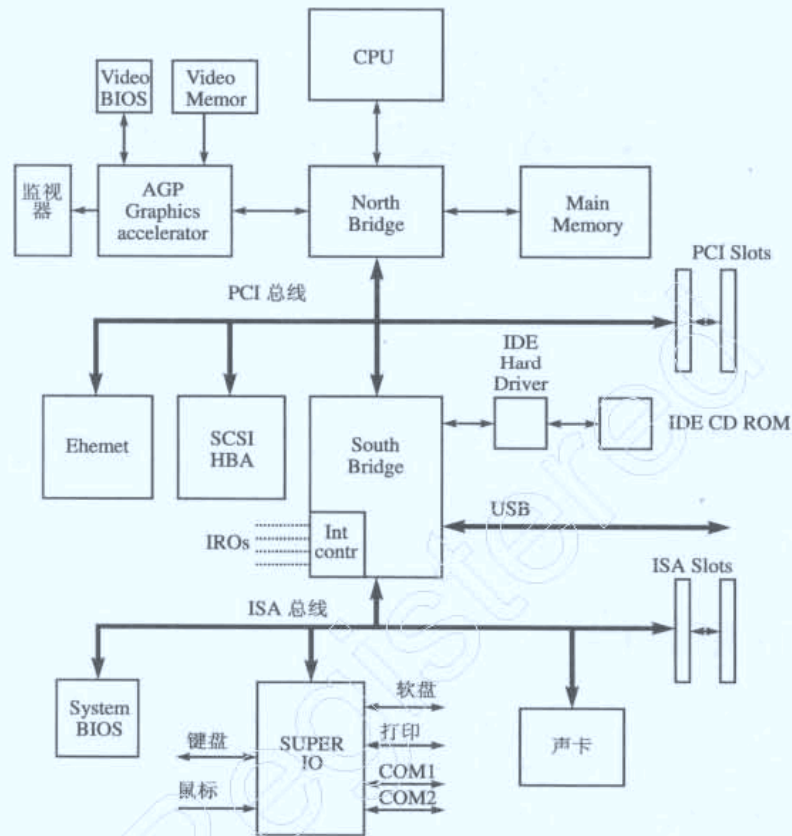 CPU
Video
BIOS
Video
Memor
监视
器
AGP
Graphics
accelerator
North
Bridge
Main
Memory
PCI Slots
PCI 总线
IDE
Hard
Driver
Ehemet
SCSI
HBA
South
Bridge
IDE CD ROM
USB
IROs
Int
contr
ISA Slots
ISA 总线
System
BIOS
键盘
鼠标
SUPER
IO
软盘
打印
COM1
COM2
声卡
Registered